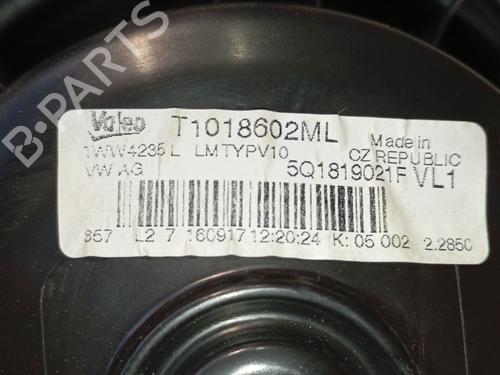 Valeo T1018602ML Made in
1WW4235 L LMTYPV10 CZ REPUBLIC
VW AG 5Q1819021F VL1
857 L2 7 180917 12:20:24 K: 05 002 2.2850
B-PARTS